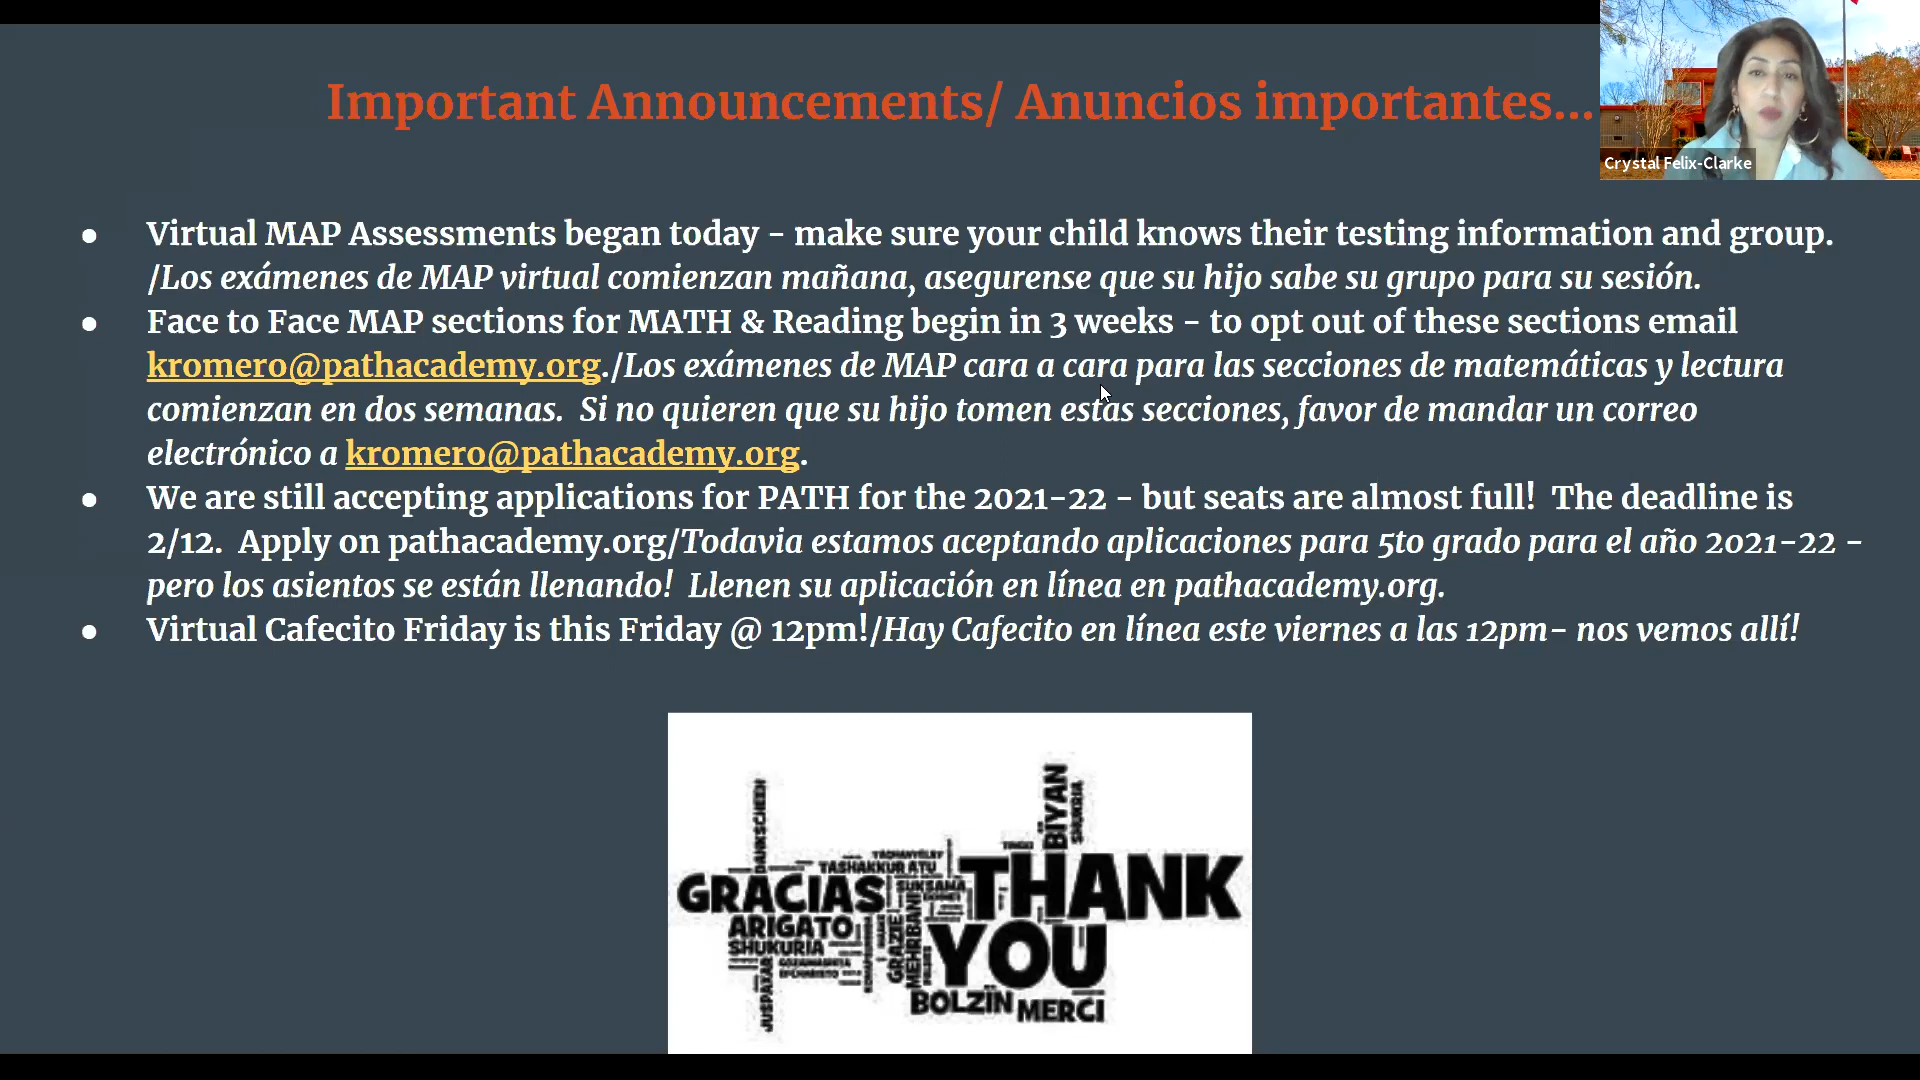 Important Announcements/ Anuncios importantes...
Crystal Felix-Clarke
● Virtual MAP Assessments began today - make sure your child knows their testing information and group.
/Los exámenes de MAP virtual comienzan mañana, asegurense que su hijo sabe su grupo para su sesión.
● Face to Face MAP sections for MATH & Reading begin in 3 weeks - to opt out of these sections email
kromero@pathacademy.org./Los exámenes de MAP cara a cara para las secciones de matemáticas y lectura
comienzan en dos semanas. Si no quieren que su hijo tomen estas secciones, favor de mandar un correo
electrónico a kromero@pathacademy.org.
● We are still accepting applications for PATH for the 2021-22 - but seats are almost full! The deadline is
2/12. Apply on pathacademy.org/Todavia estamos aceptando aplicaciones para 5to grado para el año 2021-22 -
pero los asientos se están llenando! Llenen su aplicación en línea en pathacademy.org.
● Virtual Cafecito Friday is this Friday @ 12pm!/Hay Cafecito en línea este viernes a las 12pm- nos vemos allí!
BIYAN
SHUKRIA
DANKSCHEEN
TASHAKKUR ATU
GRACIAS
SUKSAMA
THANK
ARIGATO
SHUKURIA
GRAZIE
MEHRBANI
YOU
JUSPAXAR
BOLZÏN
MERCI